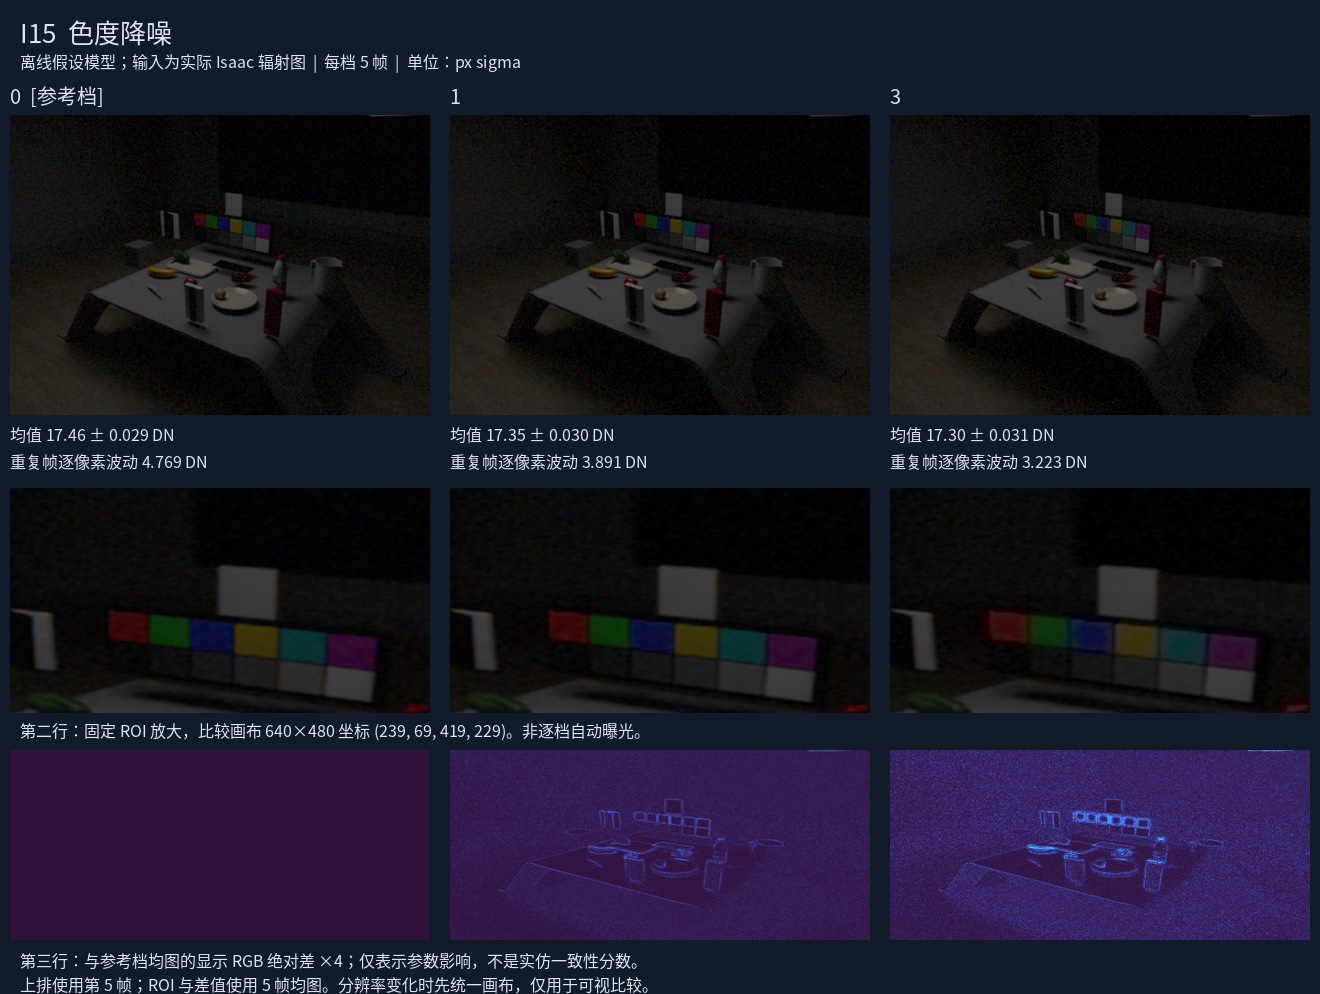 I15 色度降噪
离线假设模型；输入为实际 Isaac 辐射图 | 每档 5 帧 | 单位：px sigma
0 [参考档]
1
3
均值 17.46 ± 0.029 DN
均值 17.35 ± 0.030 DN
均值 17.30 ± 0.031 DN
重复帧逐像素波动 4.769 DN
重复帧逐像素波动 3.891 DN
重复帧逐像素波动 3.223 DN
第二行：固定 ROI 放大，比较画布 640×480 坐标 (239, 69, 419, 229)。非逐档自动曝光。
第三行：与参考档均图的显示 RGB 绝对差 ×4；仅表示参数影响，不是实仿一致性分数。
上排使用第 5 帧；ROI 与差值使用 5 帧均图。分辨率变化时先统一画布，仅用于可视比较。